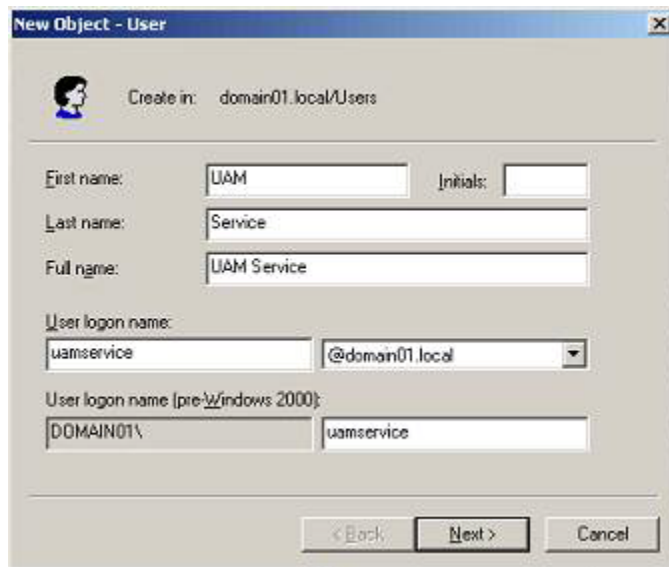 New Object - User
Create in: domain01.local/Users
First name: UAM Initials:
Last name: Service
Full name: UAM Service
User logon name:
uamservice @domain01.local
User logon name (pre-Windows 2000):
DOMAIN01\ uamservice
< Back Next > Cancel